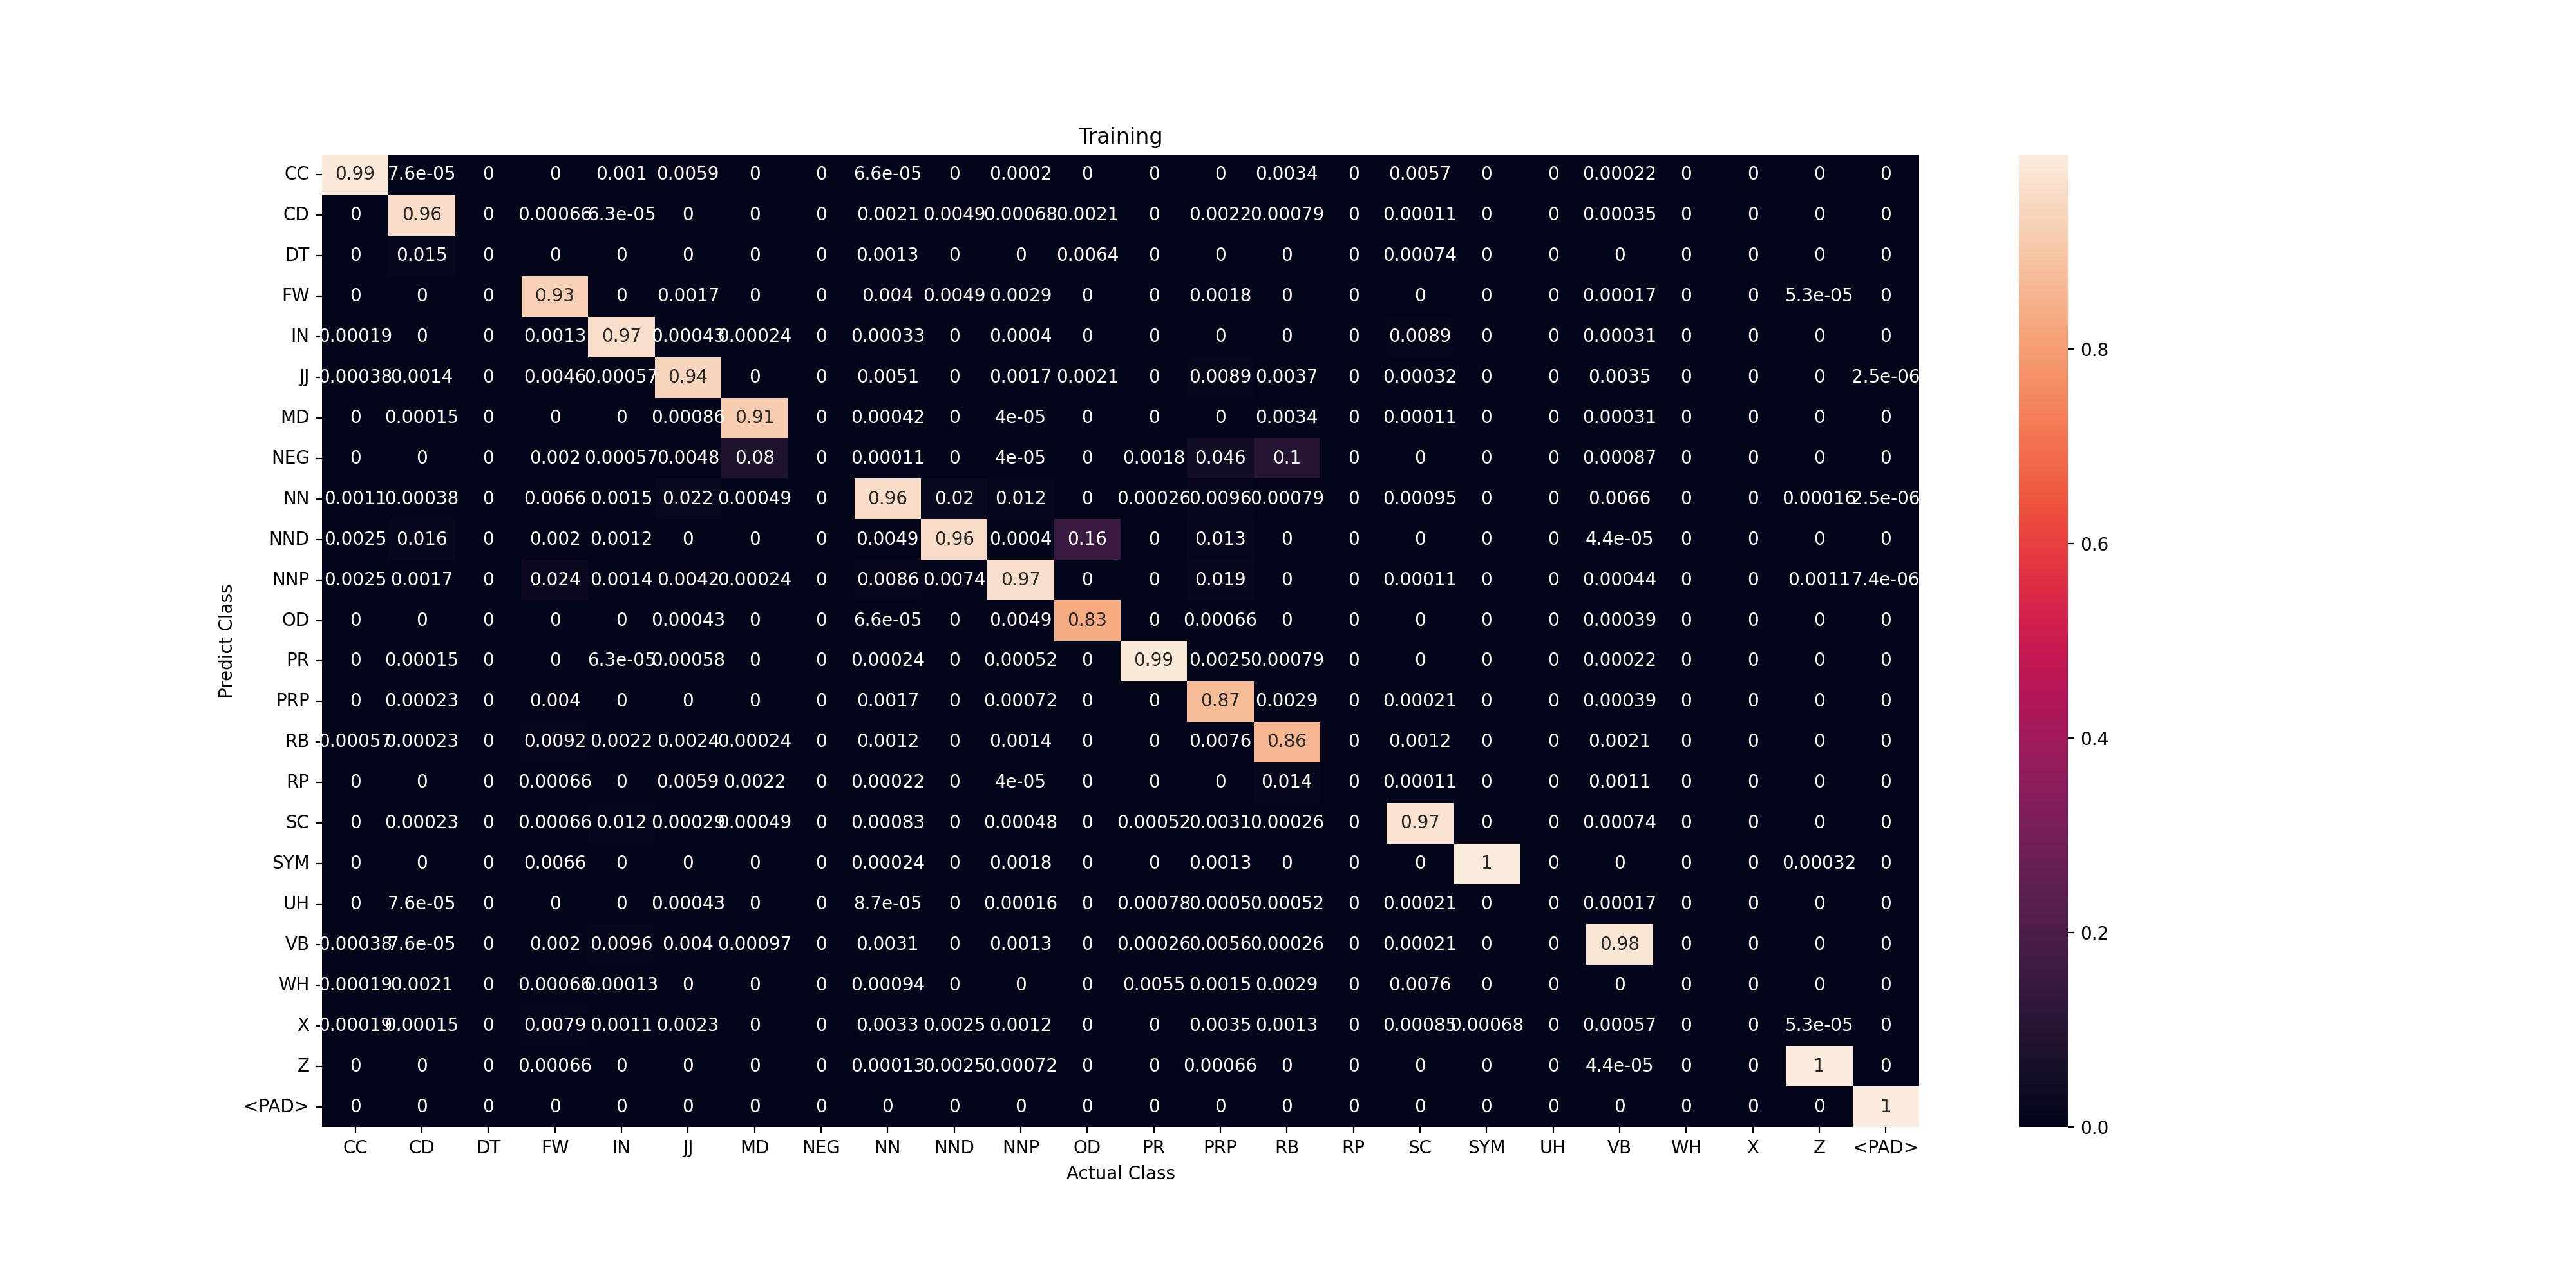 Training
CC 0.99 7.6e-05 0 0 0.001 0.0059 0 0 6.6e-05 0 0.0002 0 0 0 0.0034 0 0.0057 0 0 0.00022 0 0 0 0
CD 0 0.96 0 0.00066 6.3e-05 0 0 0 0.0021 0.0049 0.00068 0.0021 0 0.0022 0.00079 0 0.00011 0 0 0.00035 0 0 0 0
DT 0 0.015 0 0 0 0 0 0 0.0013 0 0 0.0064 0 0 0 0 0.00074 0 0 0 0 0 0 0
FW 0 0 0 0.93 0 0.0017 0 0 0.004 0.0049 0.0029 0 0 0.0018 0 0 0 0 0 0.00017 0 0 5.3e-05 0
IN 0.00019 0 0 0.0013 0.97 0.00043 0.00024 0 0.00033 0 0.0004 0 0 0 0 0 0.0089 0 0 0.00031 0 0 0 0
JJ 0.00038 0.0014 0 0.0046 0.00057 0.94 0 0 0.0051 0 0.0017 0.0021 0 0.0089 0.0037 0 0.00032 0 0 0.0035 0 0 0 2.5e-06
MD 0 0.00015 0 0 0 0.00086 0.91 0 0.00042 0 4e-05 0 0 0 0.0034 0 0.00011 0 0 0.00031 0 0 0 0
NEG 0 0 0 0.002 0.00057 0.0048 0.08 0 0.00011 0 4e-05 0 0.0018 0.046 0.1 0 0 0 0 0.00087 0 0 0 0
NN 0.0011 0.00038 0 0.0066 0.0015 0.022 0.00049 0 0.96 0.02 0.012 0 0.00026 0.0096 0.00079 0 0.00095 0 0 0.0066 0 0 0.00016 2.5e-06
NND 0.0025 0.016 0 0.002 0.0012 0 0 0 0.0049 0.96 0.0004 0.16 0 0.013 0 0 0 0 0 4.4e-05 0 0 0 0
NNP 0.0025 0.0017 0 0.024 0.0014 0.0042 0.00024 0 0.0086 0.0074 0.97 0 0 0.019 0 0 0.00011 0 0 0.00044 0 0 0.0011 7.4e-06
OD 0 0 0 0 0 0.00043 0 0 6.6e-05 0 0.0049 0.83 0 0.00066 0 0 0 0 0 0.00039 0 0 0 0
PR 0 0.00015 0 0 6.3e-05 0.00058 0 0 0.00024 0 0.00052 0 0.99 0.0025 0.00079 0 0 0 0 0.00022 0 0 0 0
PRP 0 0.00023 0 0.004 0 0 0 0 0.0017 0 0.00072 0 0 0.87 0.0029 0 0.00021 0 0 0.00039 0 0 0 0
RB 0.00057 0.00023 0 0.0092 0.0022 0.0024 0.00024 0 0.0012 0 0.0014 0 0 0.0076 0.86 0 0.0012 0 0 0.0021 0 0 0 0
RP 0 0 0 0.00066 0 0.0059 0.0022 0 0.00022 0 4e-05 0 0 0 0.014 0 0.00011 0 0 0.0011 0 0 0 0
SC 0 0.00023 0 0.00066 0.012 0.00029 0.00049 0 0.00083 0 0.00048 0 0.00052 0.0031 0.00026 0 0.97 0 0 0.00074 0 0 0 0
SYM 0 0 0 0.0066 0 0 0 0 0.00024 0 0.0018 0 0 0.0013 0 0 0 1 0 0 0 0 0.00032 0
UH 0 7.6e-05 0 0 0 0.00043 0 0 8.7e-05 0 0.00016 0 0.00078 0.0005 0.00052 0 0.00021 0 0 0.00017 0 0 0 0
VB 0.00038 7.6e-05 0 0.002 0.0096 0.004 0.00097 0 0.0031 0 0.0013 0 0.00026 0.0056 0.00026 0 0.00021 0 0 0.98 0 0 0 0
WH 0.00019 0.0021 0 0.00066 0.00013 0 0 0 0.00094 0 0 0 0.0055 0.0015 0.0029 0 0.0076 0 0 0 0 0 0 0
X 0.00019 0.00015 0 0.0079 0.0011 0.0023 0 0 0.0033 0.0025 0.0012 0 0 0.0035 0.0013 0 0.00085 0.00068 0 0.00057 0 0 5.3e-05 0
Z 0 0 0 0.00066 0 0 0 0 0.00013 0.0025 0.00072 0 0 0.00066 0 0 0 0 0 4.4e-05 0 0 1 0
<PAD> 0 0 0 0 0 0 0 0 0 0 0 0 0 0 0 0 0 0 0 0 0 0 0 1
CC CD DT FW IN JJ MD NEG NN NND NNP OD PR PRP RB RP SC SYM UH VB WH X Z <PAD>
Actual Class
Predict Class
0.8
0.6
0.4
0.2
0.0